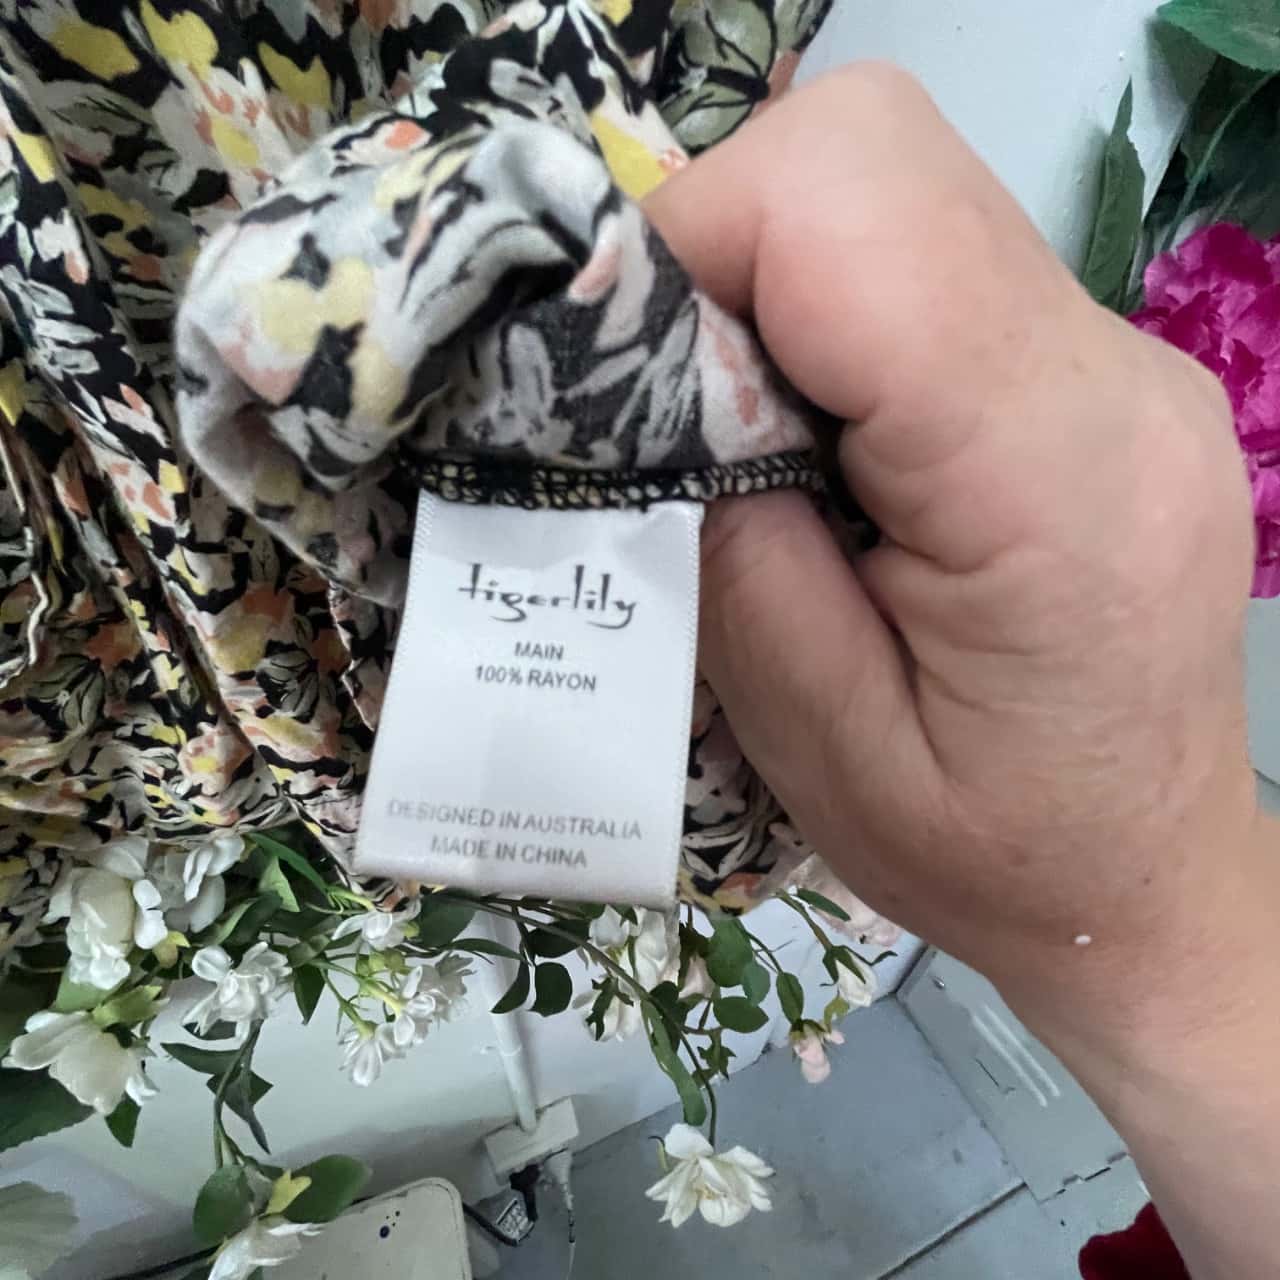 tigerlily
MAIN
100% RAYON
DESIGNED IN AUSTRALIA
MADE IN CHINA